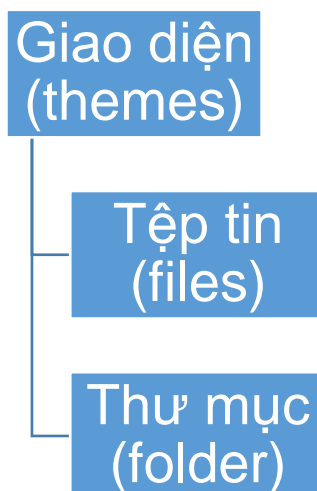 Giao diện
(themes)
Tệp tin
(files)
Thư mục
(folder)